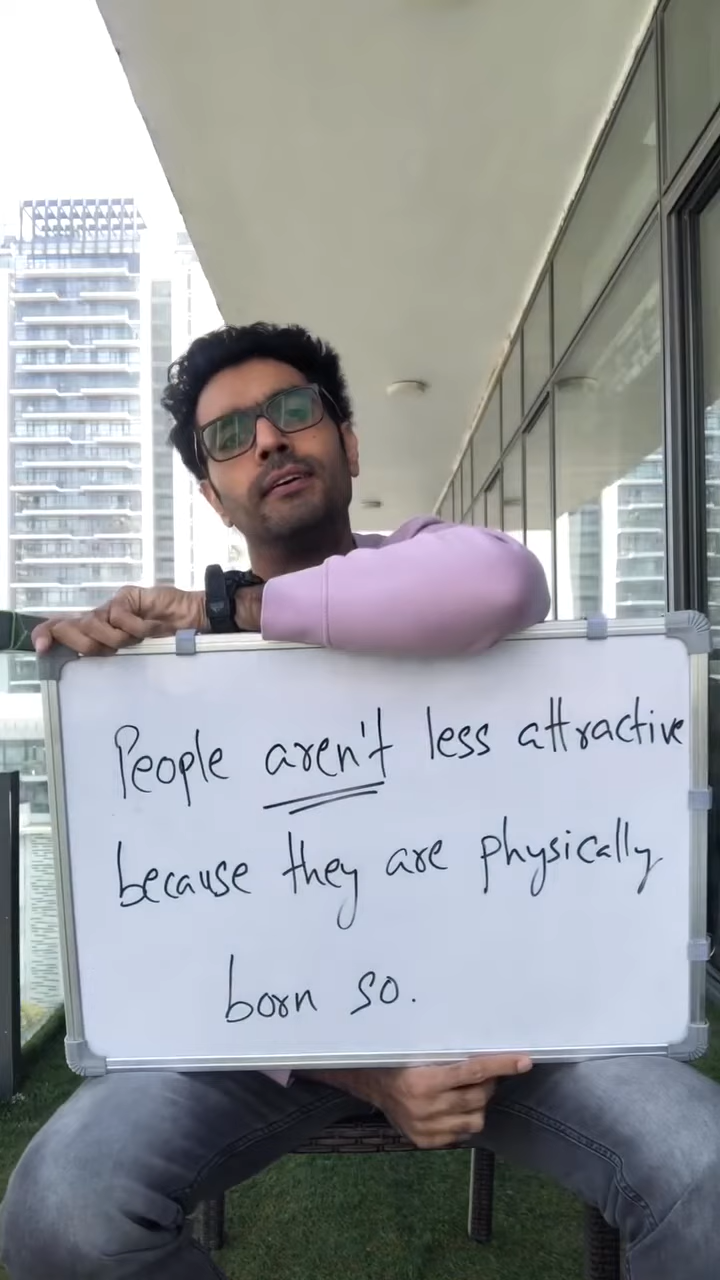 People aren't less attractive
because they are physically
born so.